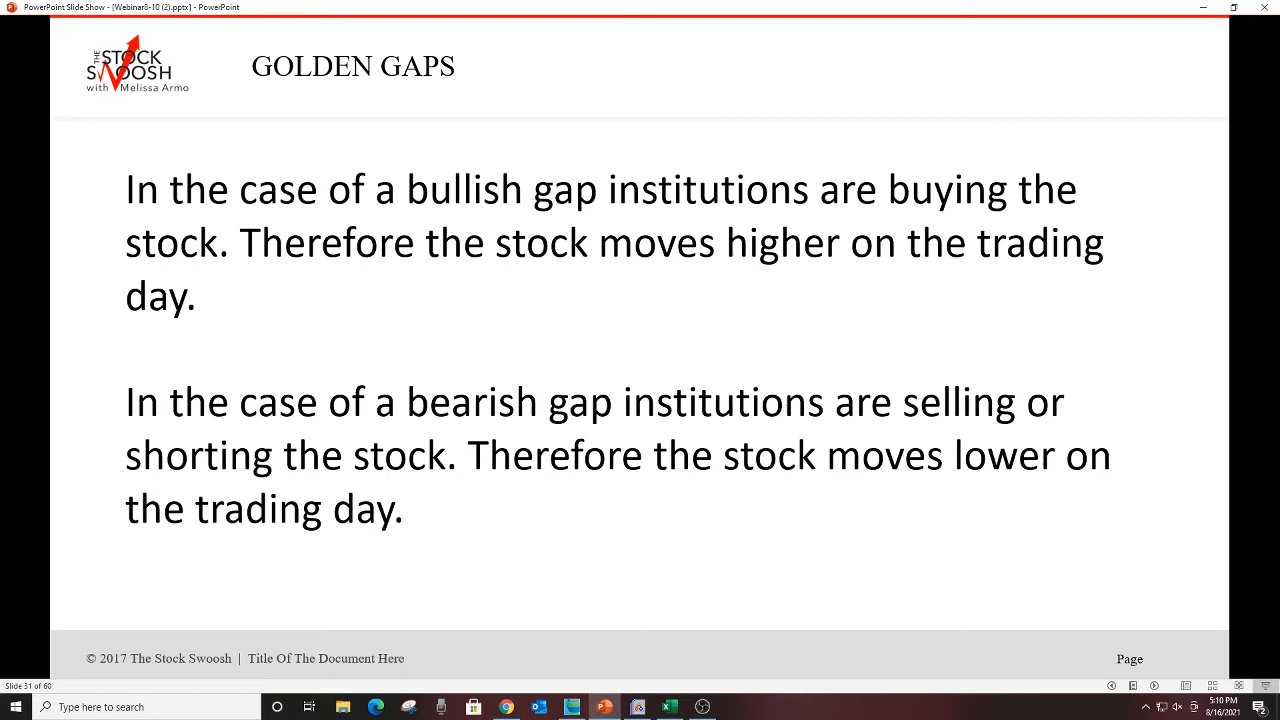 PowerPoint Slide Show - [Webinar8-10 (2).pptx] - PowerPoint
THE STOCK
SWOOSH
with Melissa Armo
GOLDEN GAPS
In the case of a bullish gap institutions are buying the
stock. Therefore the stock moves higher on the trading
day.
In the case of a bearish gap institutions are selling or
shorting the stock. Therefore the stock moves lower on
the trading day.
© 2017 The Stock Swoosh | Title Of The Document Here
Page
Slide 31 of 60
Type here to search
5:10 PM
8/16/2021